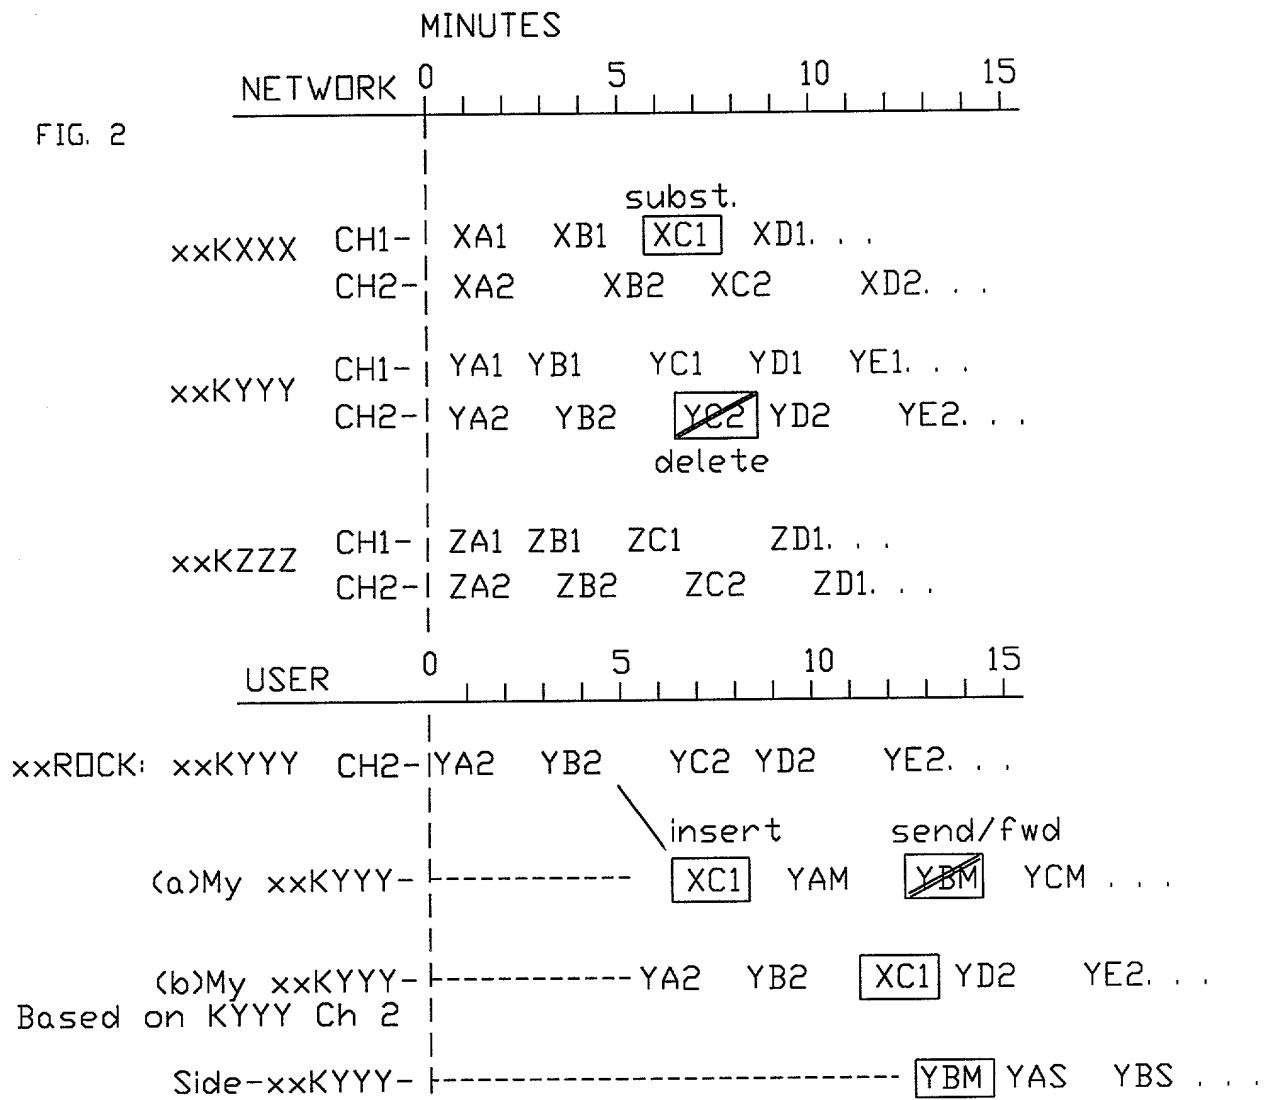 MINUTES
NETWORK 0 5 10 15
FIG. 2
subst.
xxKXXX CH1- XA1 XB1 XC1 XD1. . .
CH2- XA2 XB2 XC2 XD2. . .
xxKYYY CH1- YA1 YB1 YC1 YD1 YE1. . .
CH2- YA2 YB2 YC2 YD2 YE2. . .
delete
xxKZZZ CH1- ZA1 ZB1 ZC1 ZD1. . .
CH2- ZA2 ZB2 ZC2 ZD1. . .
USER 0 5 10 15
xxROCK: xxKYYY CH2- YA2 YB2 YC2 YD2 YE2. . .
insert send/fwd
(a)My xxKYYY- XC1 YAM YBM YCM . . .
(b)My xxKYYY- YA2 YB2 XC1 YD2 YE2. . .
Based on KYYY Ch 2
Side-xxKYYY- YBM YAS YBS . . .